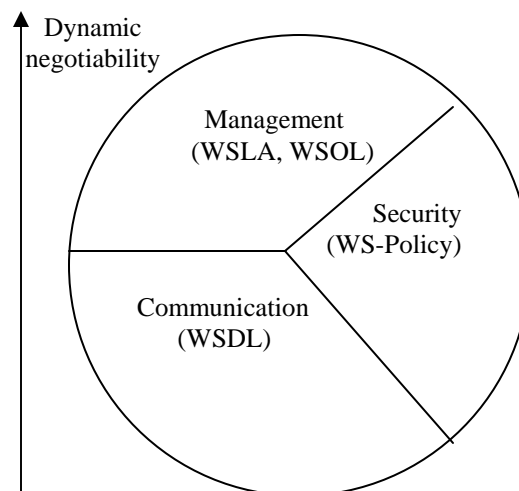 Dynamic
negotiability
Management
(WSLA, WSOL)
Security
(WS-Policy)
Communication
(WSDL)